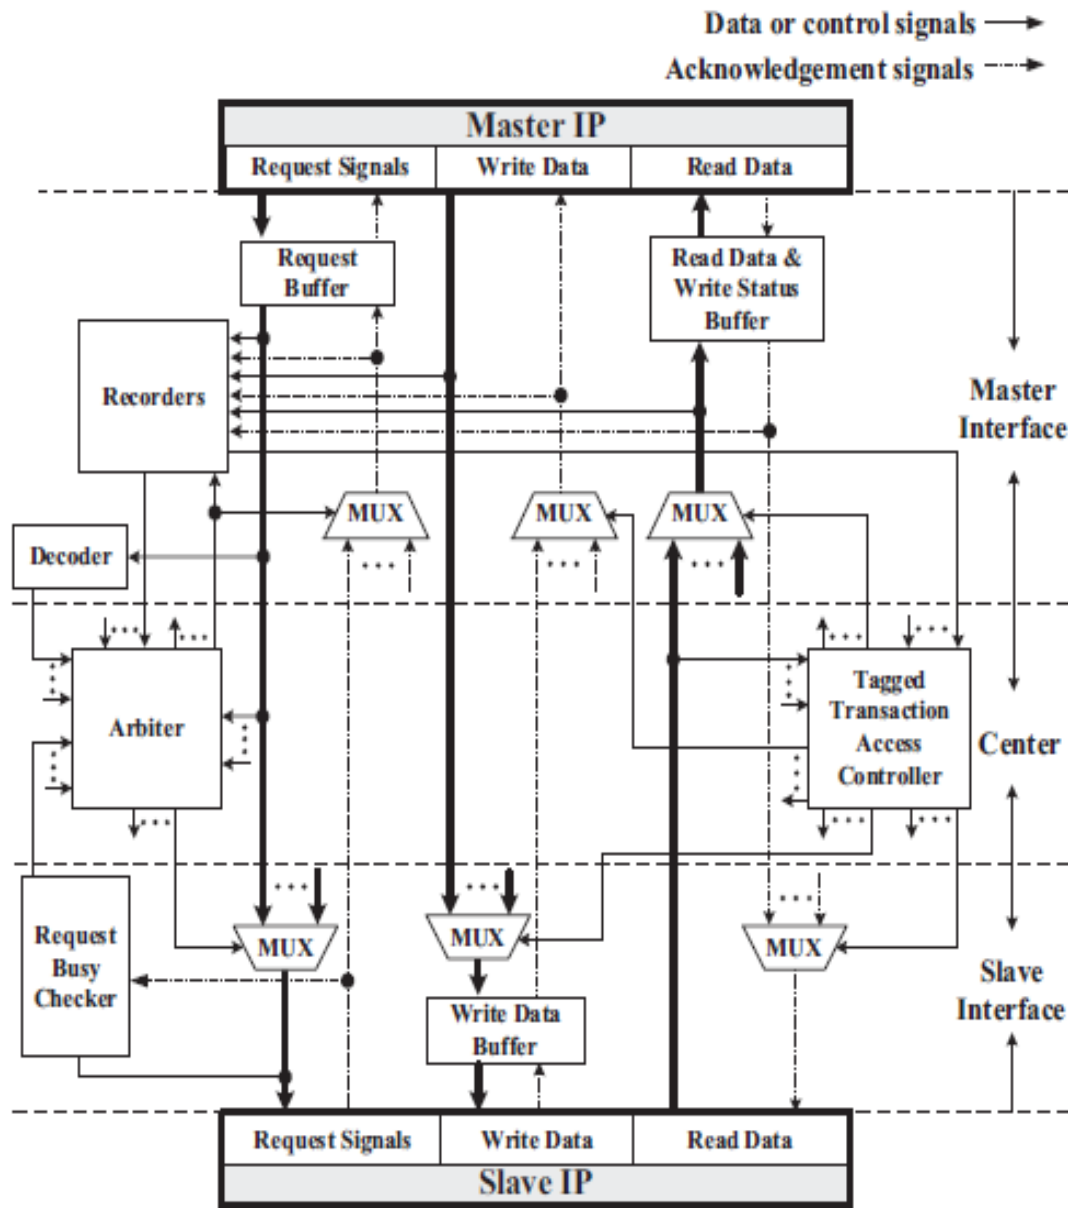 Data or control signals
Acknowledgement signals
Master IP
Request Signals
Write Data
Read Data
Request
Buffer
Read Data &
Write Status
Buffer
Recorders
Master
Interface
MUX
MUX
MUX
Decoder
Arbiter
Tagged
Transaction
Access
Controller
Center
Request
Busy
Checker
MUX
MUX
MUX
Write Data
Buffer
Slave
Interface
Request Signals
Write Data
Read Data
Slave IP